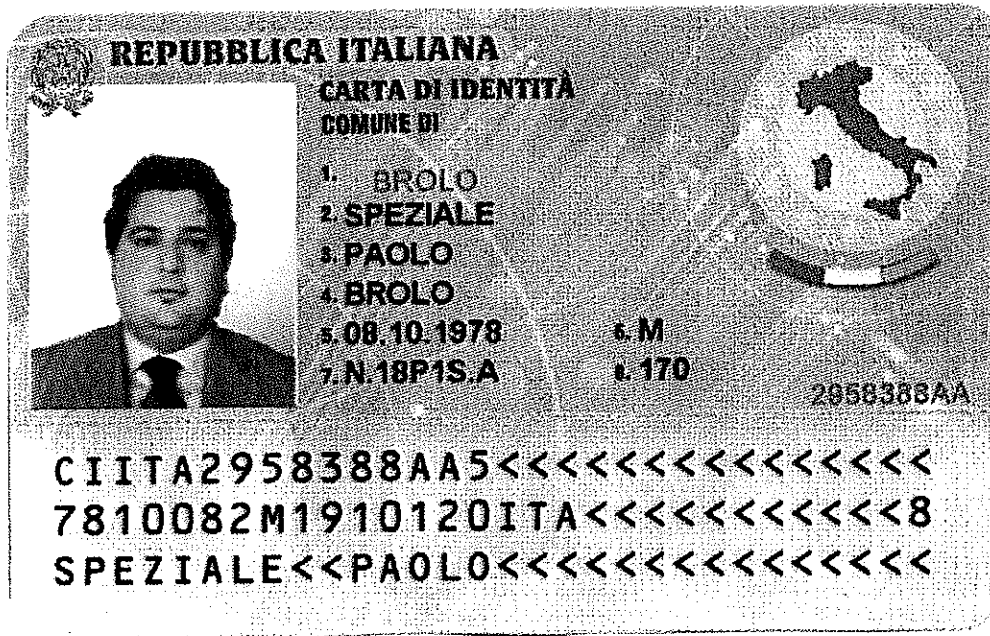 REPUBBLICA ITALIANA
CARTA DI IDENTITÀ
COMUNE DI
1. BROLO
2. SPEZIALE
3. PAOLO
4. BROLO
5. 08.10.1978 6. M
7. N.18P1S.A 8. 170
2958388AA
CIITA2958388AA5<<<<<<<<<<<<<<<
7810082M1910120ITA<<<<<<<<<<<8
SPEZIALE<<PAOLO<<<<<<<<<<<<<<<